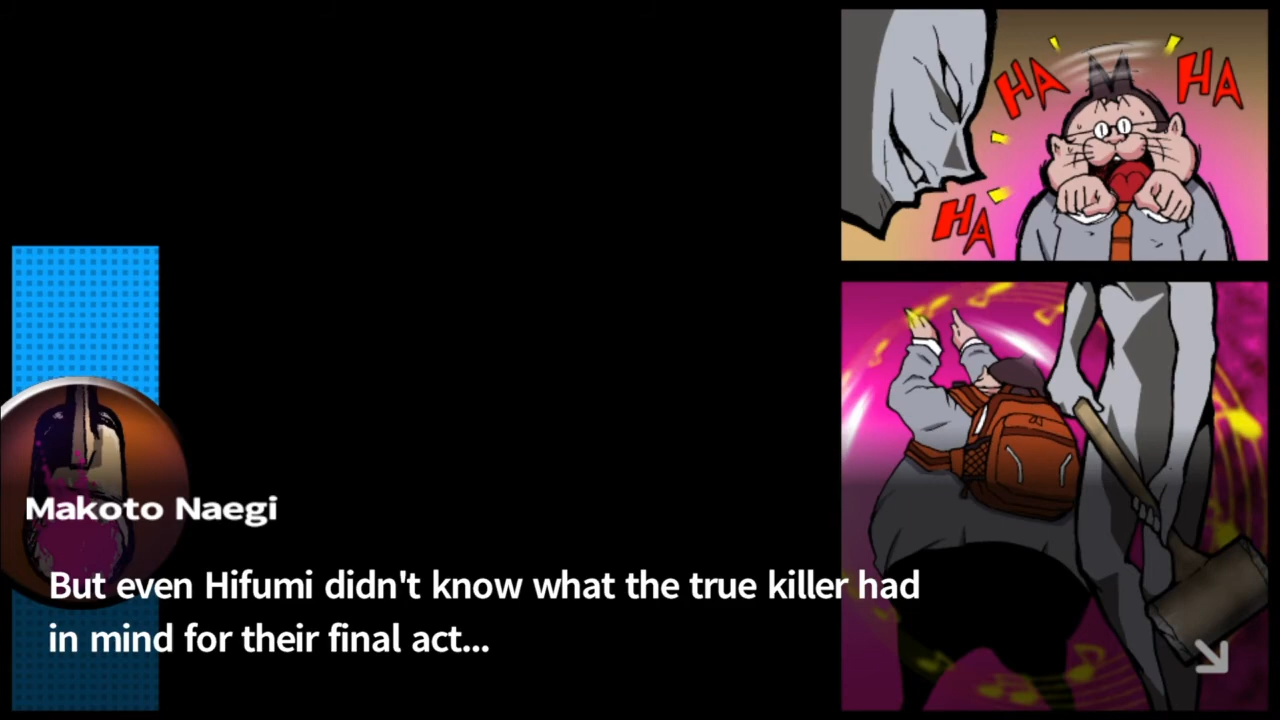 HA HA
HA
Makoto Naegi
But even Hifumi didn't know what the true killer had
in mind for their final act...